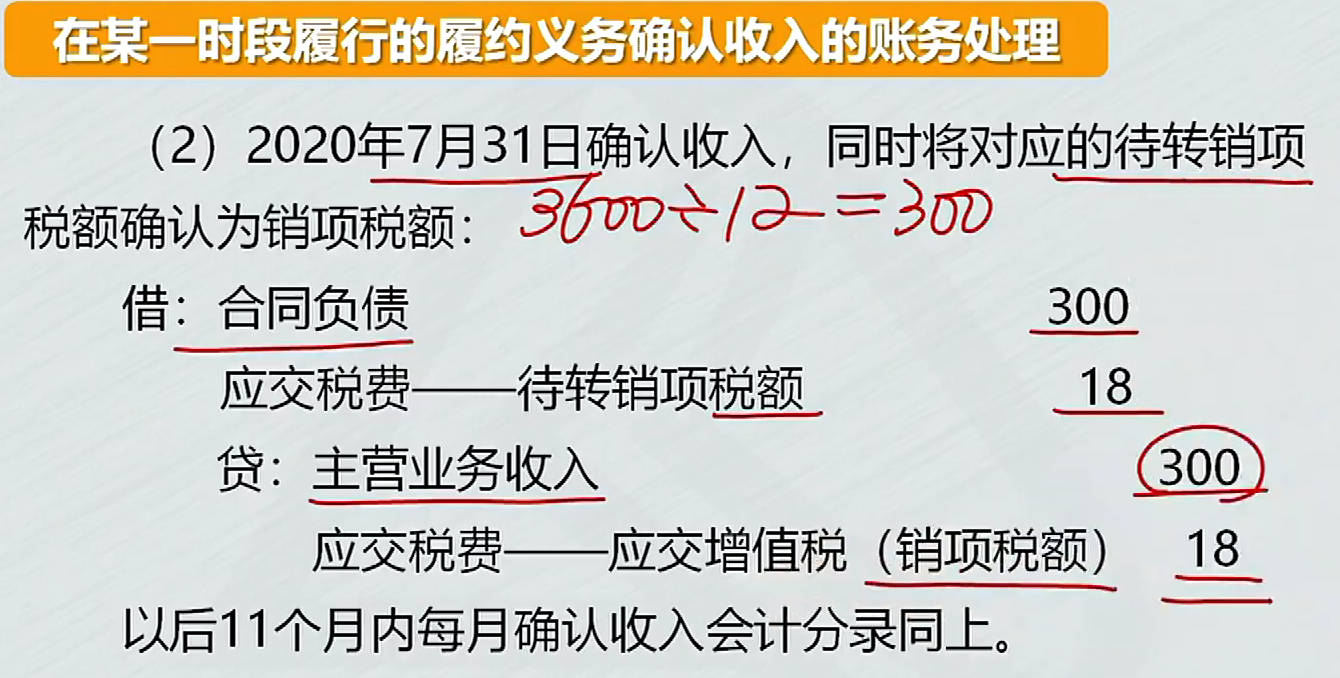 在某一时段履行的履约义务确认收入的账务处理
（2）2020年7月31日确认收入，同时将对应的待转销项
税额确认为销项税额：
3600÷12=300
借：合同负债 300
应交税费——待转销项税额 18
贷：主营业务收入 300
应交税费——应交增值税（销项税额） 18
以后11个月内每月确认收入会计分录同上。